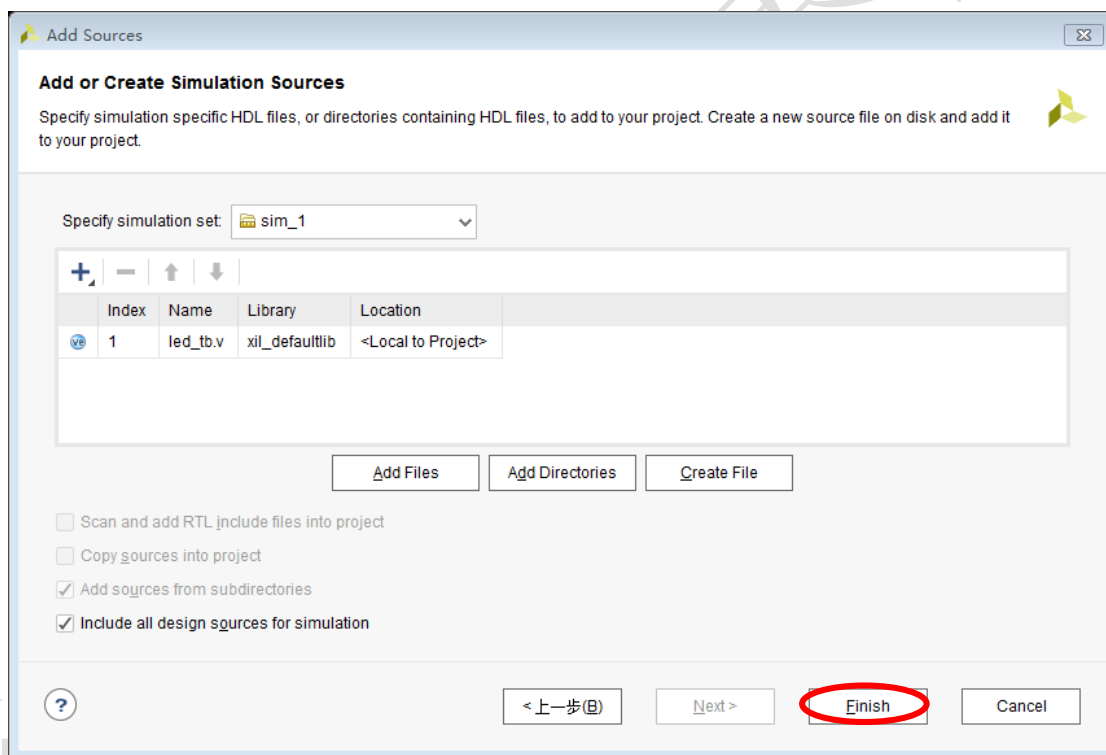 Add Sources
Add or Create Simulation Sources
Specify simulation specific HDL files, or directories containing HDL files, to add to your project. Create a new source file on disk and add it
to your project.
Specify simulation set: sim_1
Index Name Library Location
1 led_tb.v xil_defaultlib <Local to Project>
Add Files Add Directories Create File
Scan and add RTL include files into project
Copy sources into project
Add sources from subdirectories
Include all design sources for simulation
? <上一步(B) Next > Finish Cancel